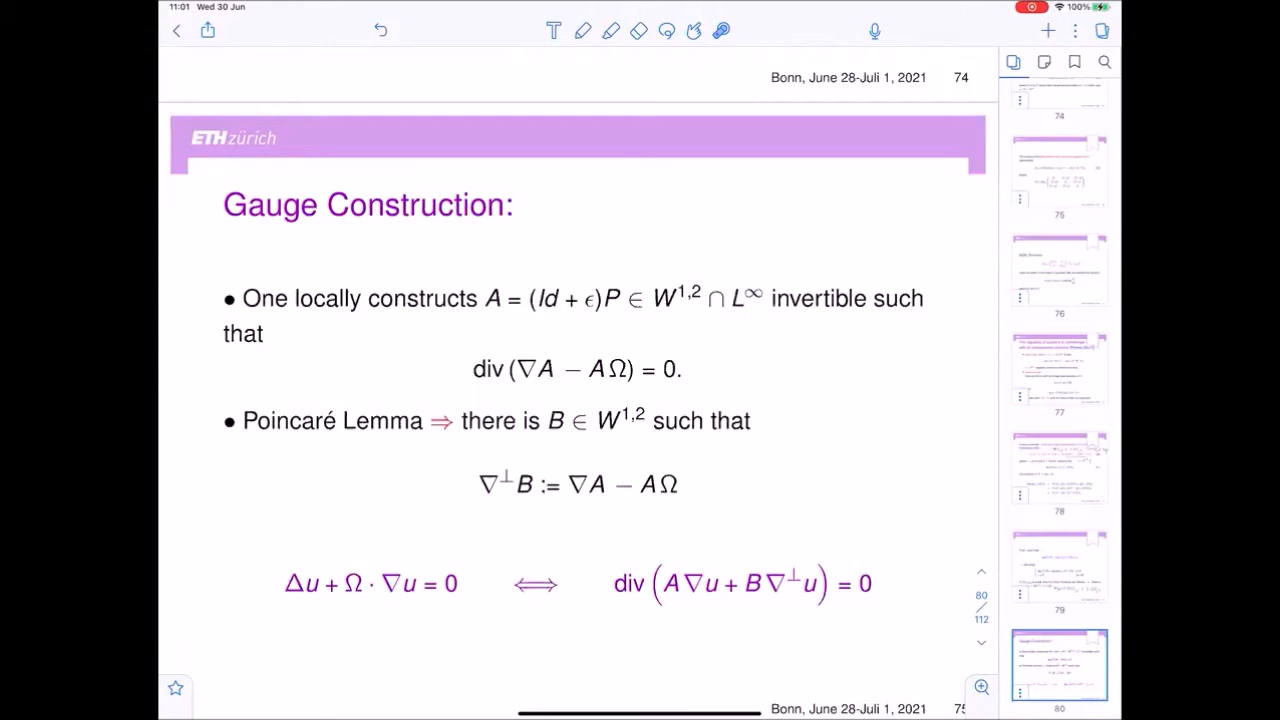 11:01 Wed 30 Jun
100%
Bonn, June 28-Juli 1, 2021 74
ETH zürich
Gauge Construction:
• One locally constructs A = (Id + ϵ)P ∈ W^{1,2} ∩ L^∞ invertible such
that
div (∇A − A Ω) = 0.
• Poincaré Lemma ⇒ there is B ∈ W^{1,2} such that
∇^⊥B := ∇A − A Ω
Δu + Ω · ∇u = 0 ⟺ div (A ∇u + B ∇^⊥u) = 0
80
/
112
Bonn, June 28-Juli 1, 2021 75
74
75
76
77
78
79
80